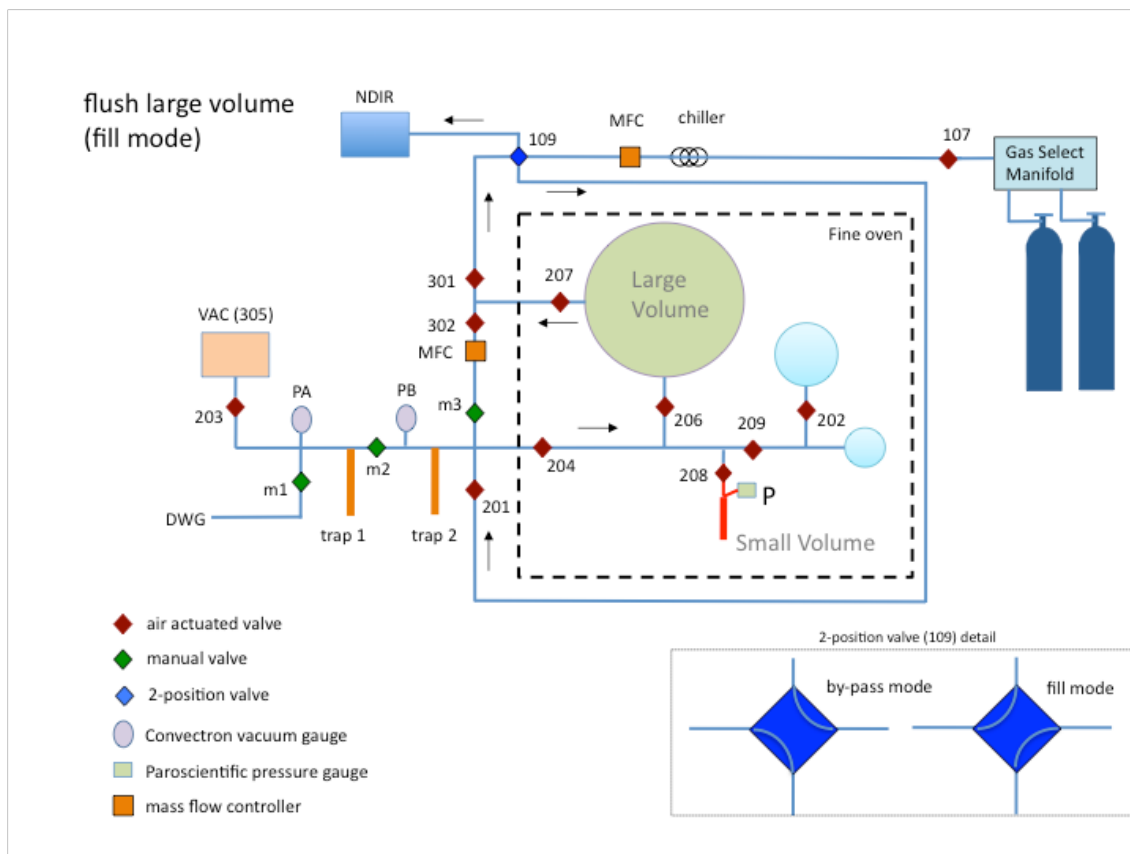 flush large volume
(fill mode)
NDIR
109
MFC
chiller
107
Gas Select
Manifold
Fine oven
301
207
Large
Volume
302
VAC (305)
MFC
PA
PB
m3
203
206
209
202
m2
204
m1
208
P
201
DWG
trap 1
trap 2
Small Volume
air actuated valve
manual valve
2-position valve
Convectron vacuum gauge
Paroscientific pressure gauge
mass flow controller
2-position valve (109) detail
by-pass mode
fill mode